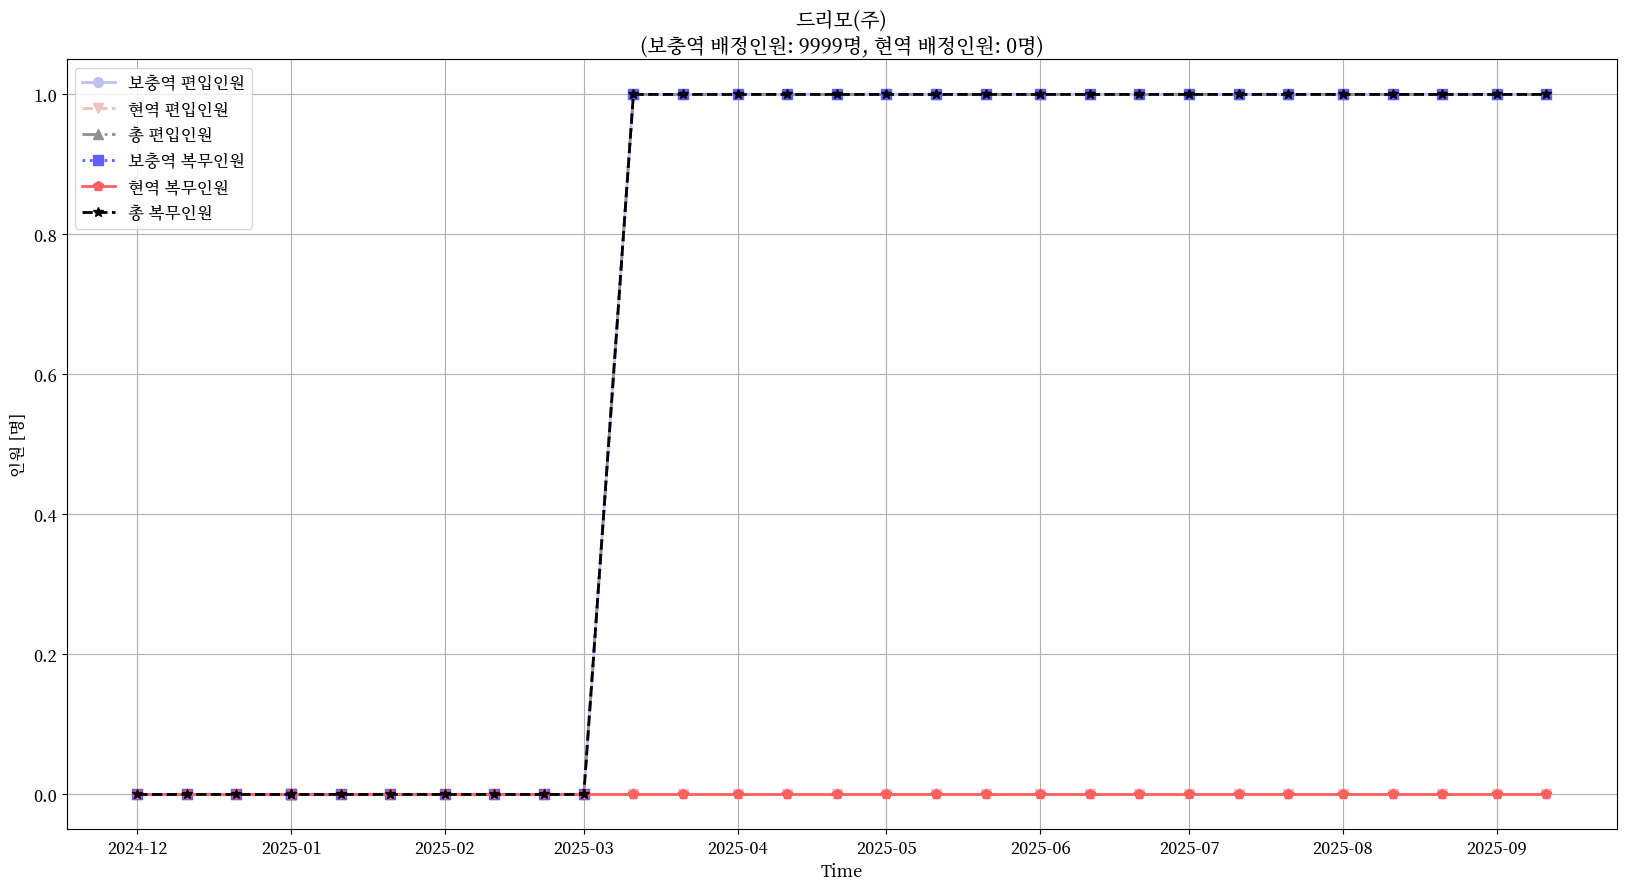 드리모(주)
(보충역 배정인원: 9999명, 현역 배정인원: 0명)
보충역 편입인원
현역 편입인원
총 편입인원
보충역 복무인원
현역 복무인원
총 복무인원
인원 [명]
1.0
0.8
0.6
0.4
0.2
0.0
2024-12
2025-01
2025-02
2025-03
2025-04
2025-05
2025-06
2025-07
2025-08
2025-09
Time